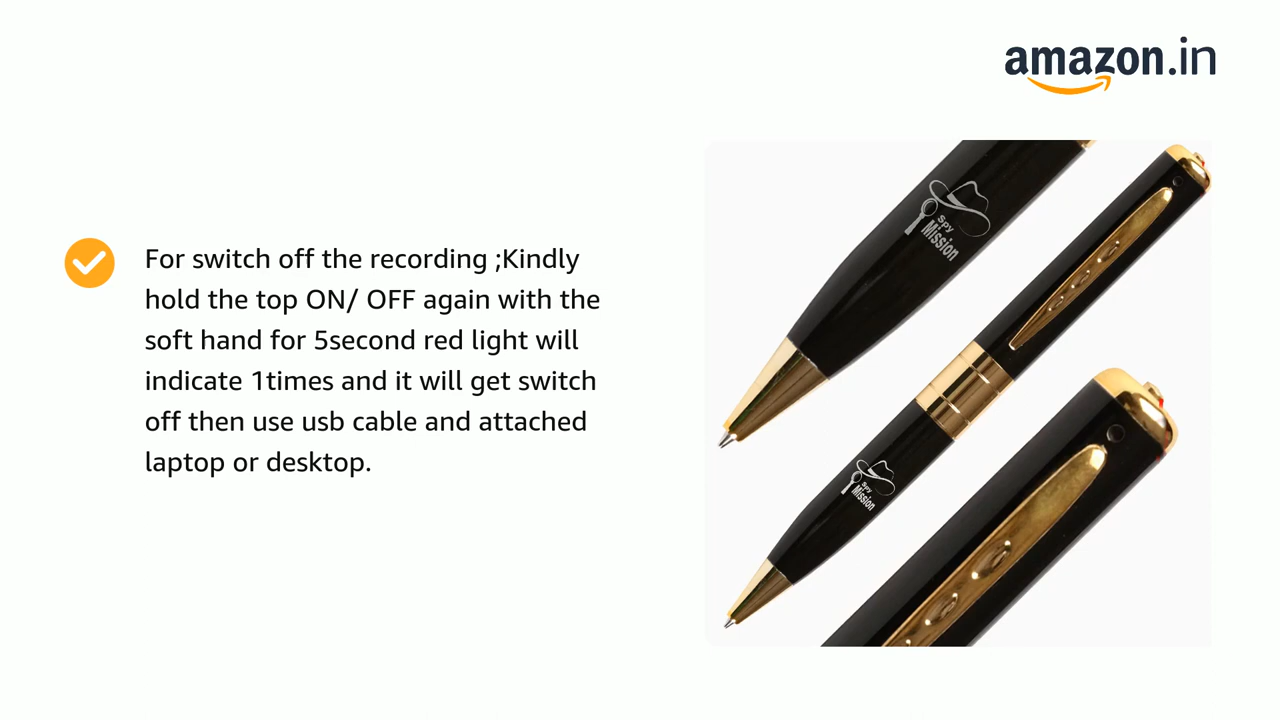 amazon.in
For switch off the recording ;Kindly
hold the top ON/ OFF again with the
soft hand for 5second red light will
indicate 1times and it will get switch
off then use usb cable and attached
laptop or desktop.
Spy
Mission
Spy
Mission